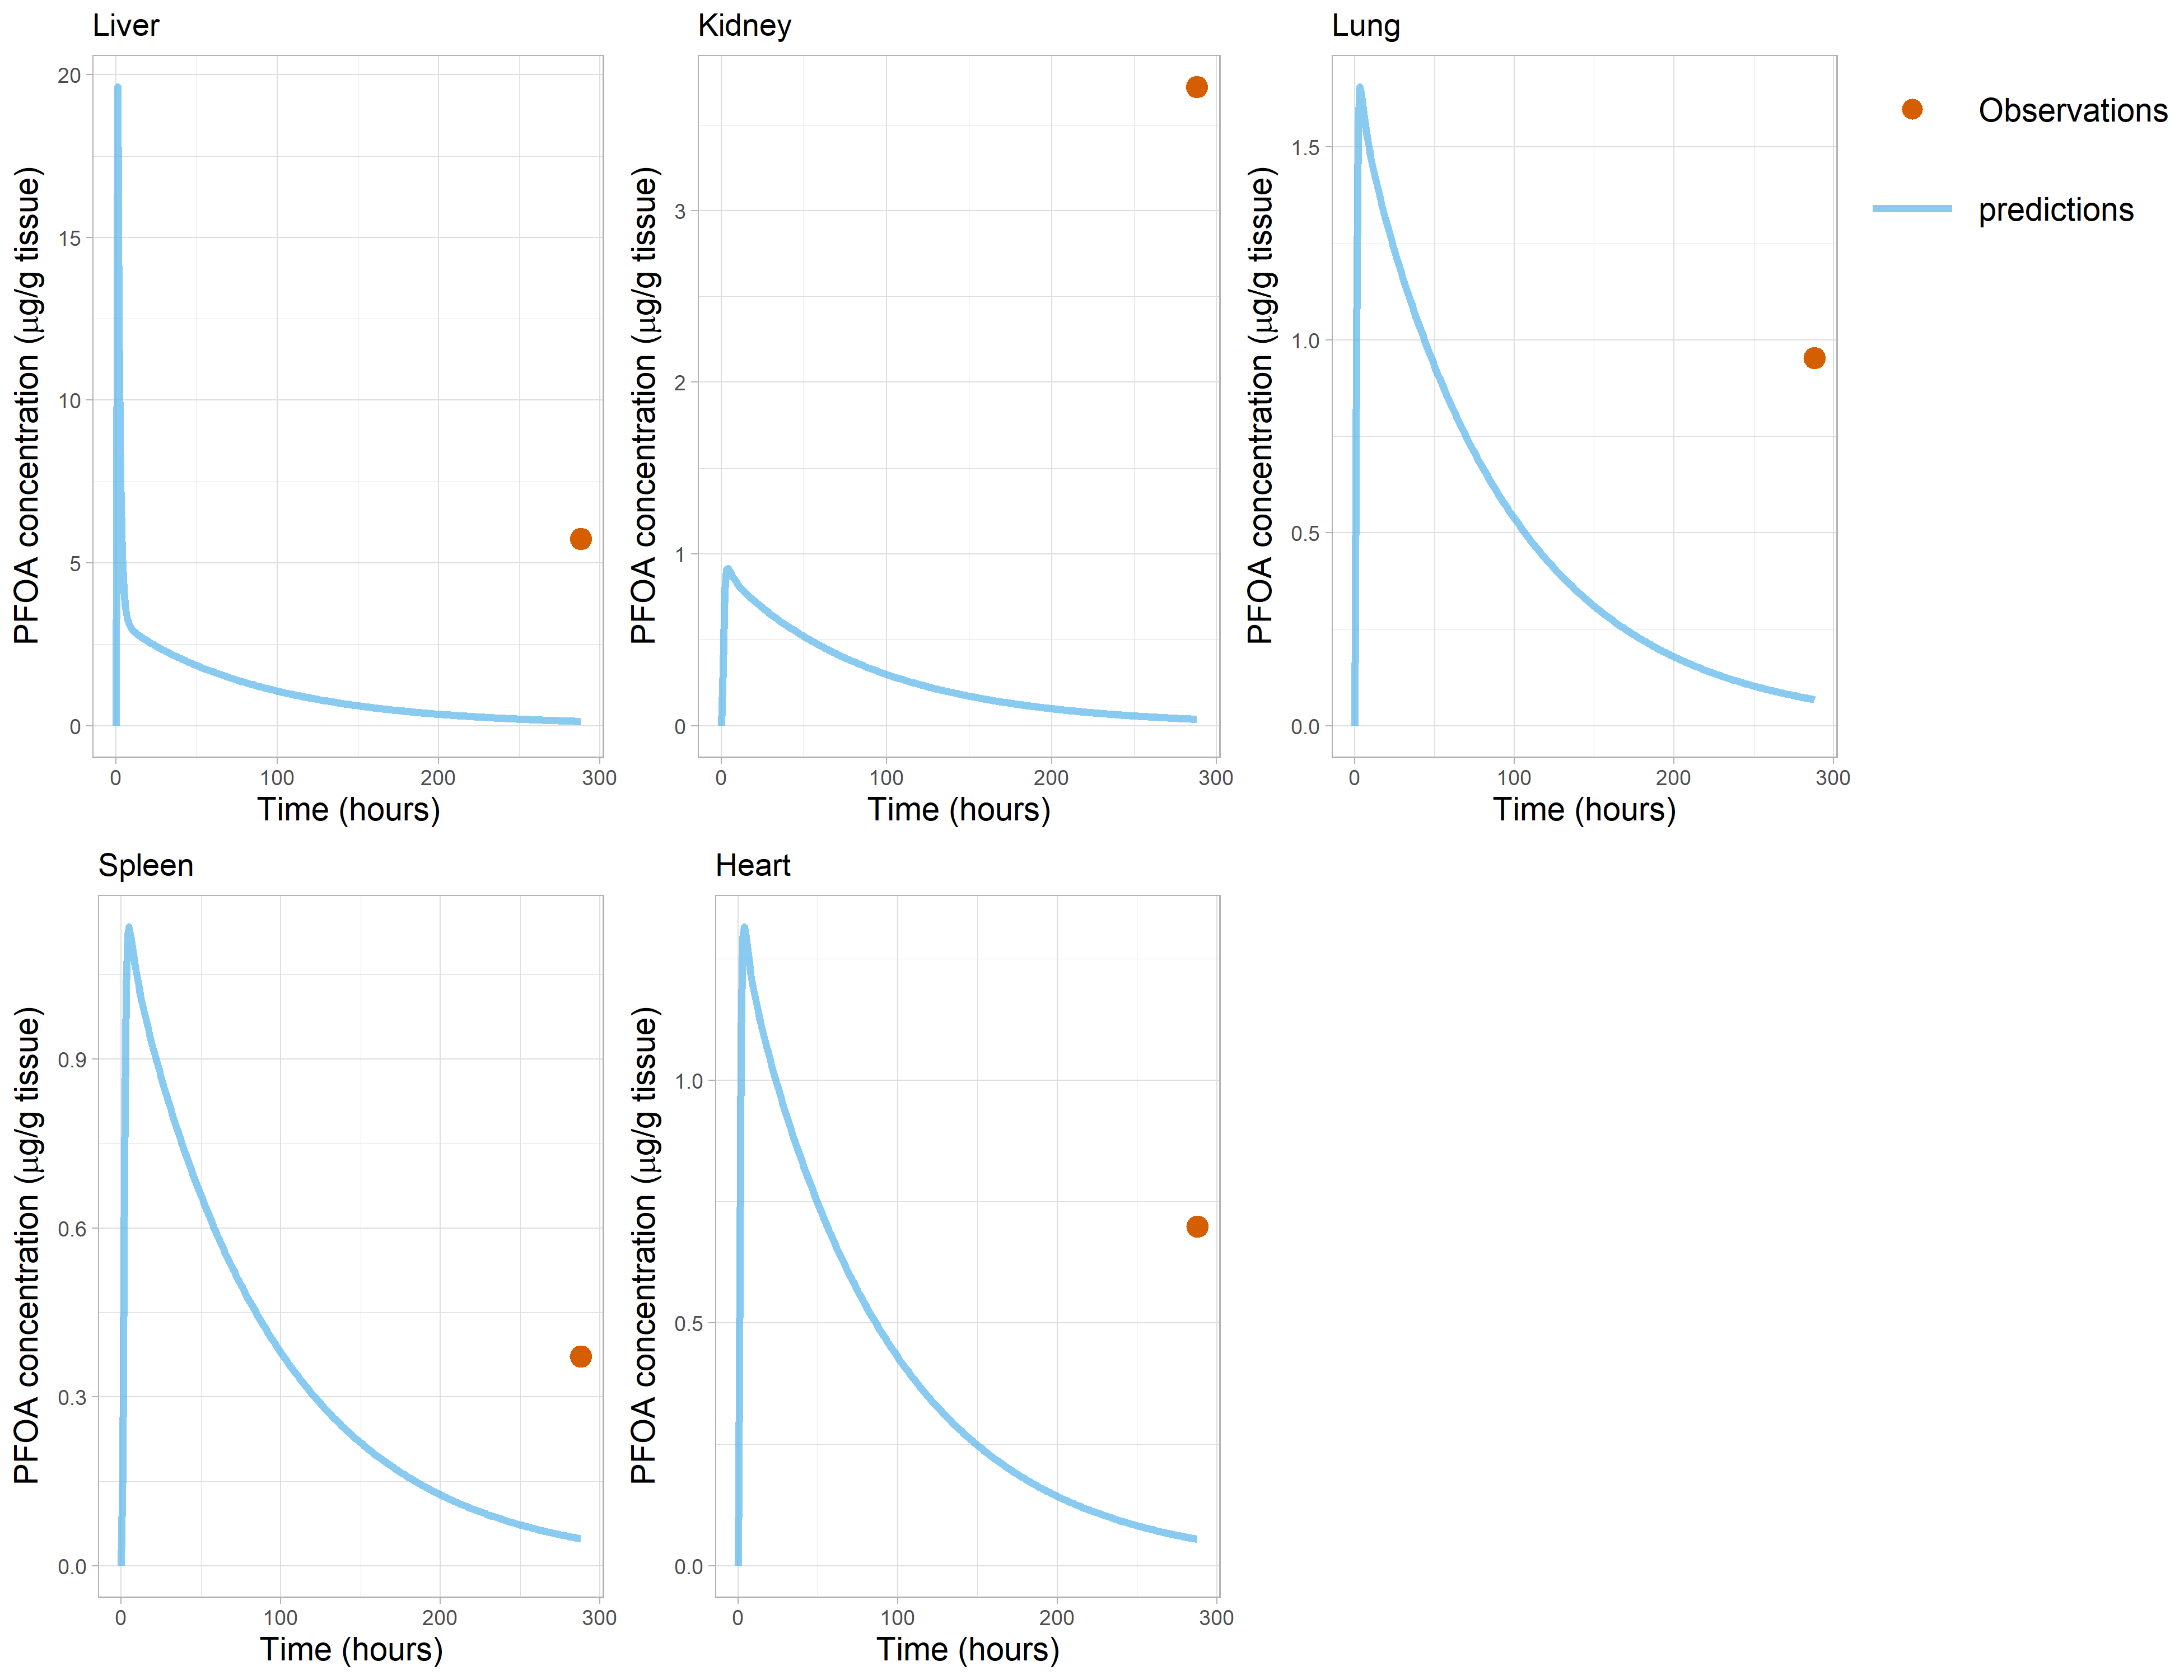 Liver
PFOA concentration (μg/g tissue)
20
15
10
5
0
0 100 200 300
Time (hours)
Kidney
PFOA concentration (μg/g tissue)
3
2
1
0
0 100 200 300
Time (hours)
Lung
PFOA concentration (μg/g tissue)
1.5
1.0
0.5
0.0
0 100 200 300
Time (hours)
Observations
predictions
Spleen
PFOA concentration (μg/g tissue)
0.9
0.6
0.3
0.0
0 100 200 300
Time (hours)
Heart
PFOA concentration (μg/g tissue)
1.0
0.5
0.0
0 100 200 300
Time (hours)